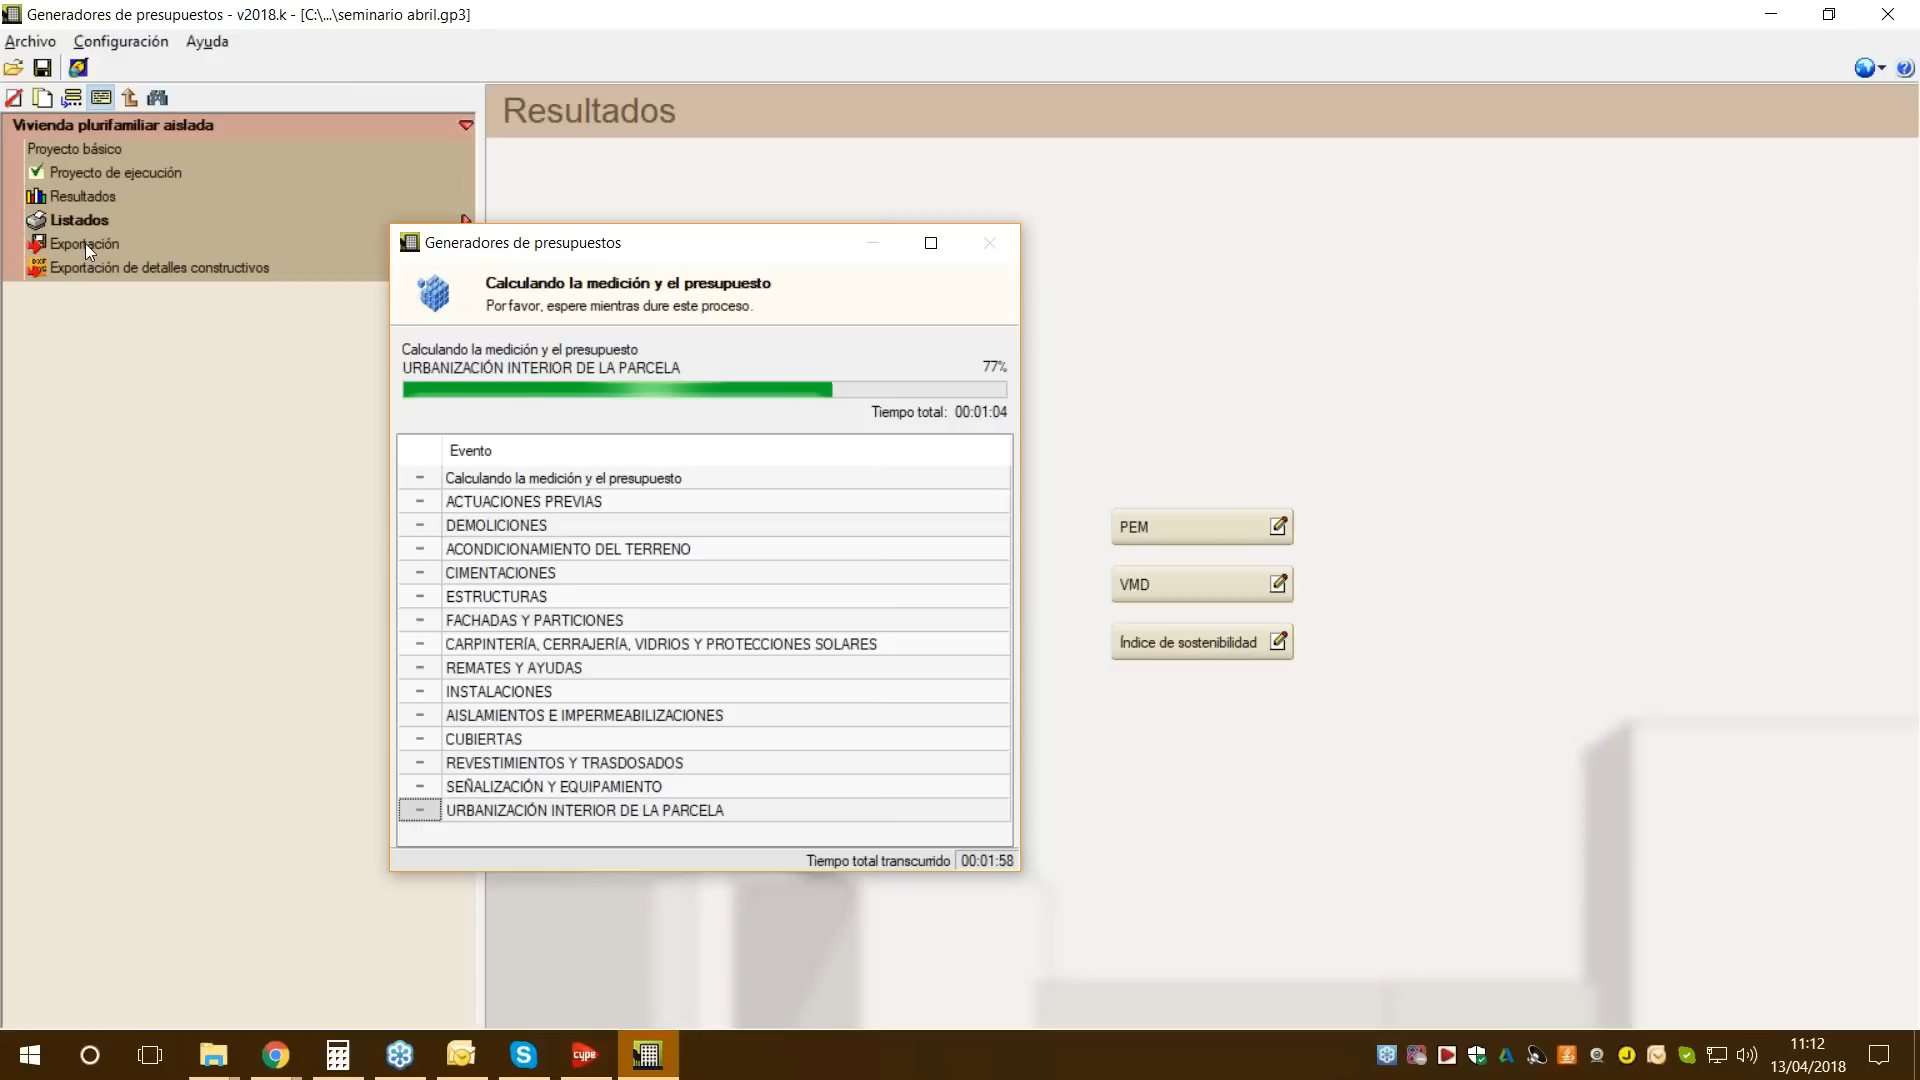 Generadores de presupuestos - v2018.k - [C:\...\seminario abril.gp3]
Archivo Configuración Ayuda
Vivienda plurifamiliar aislada
Proyecto básico
Proyecto de ejecución
Resultados
Listados
Exportación
Exportación de detalles constructivos
Resultados
Generadores de presupuestos
Calculando la medición y el presupuesto
Por favor, espere mientras dure este proceso.
Calculando la medición y el presupuesto
URBANIZACIÓN INTERIOR DE LA PARCELA 77%
Tiempo total: 00:01:04
Evento
Calculando la medición y el presupuesto
ACTUACIONES PREVIAS
DEMOLICIONES
ACONDICIONAMIENTO DEL TERRENO
CIMENTACIONES
ESTRUCTURAS
FACHADAS Y PARTICIONES
CARPINTERÍA, CERRAJERÍA, VIDRIOS Y PROTECCIONES SOLARES
REMATES Y AYUDAS
INSTALACIONES
AISLAMIENTOS E IMPERMEABILIZACIONES
CUBIERTAS
REVESTIMIENTOS Y TRASDOSADOS
SEÑALIZACIÓN Y EQUIPAMIENTO
URBANIZACIÓN INTERIOR DE LA PARCELA
Tiempo total transcurrido 00:01:58
PEM
VMD
Índice de sostenibilidad
cype
11:12
13/04/2018